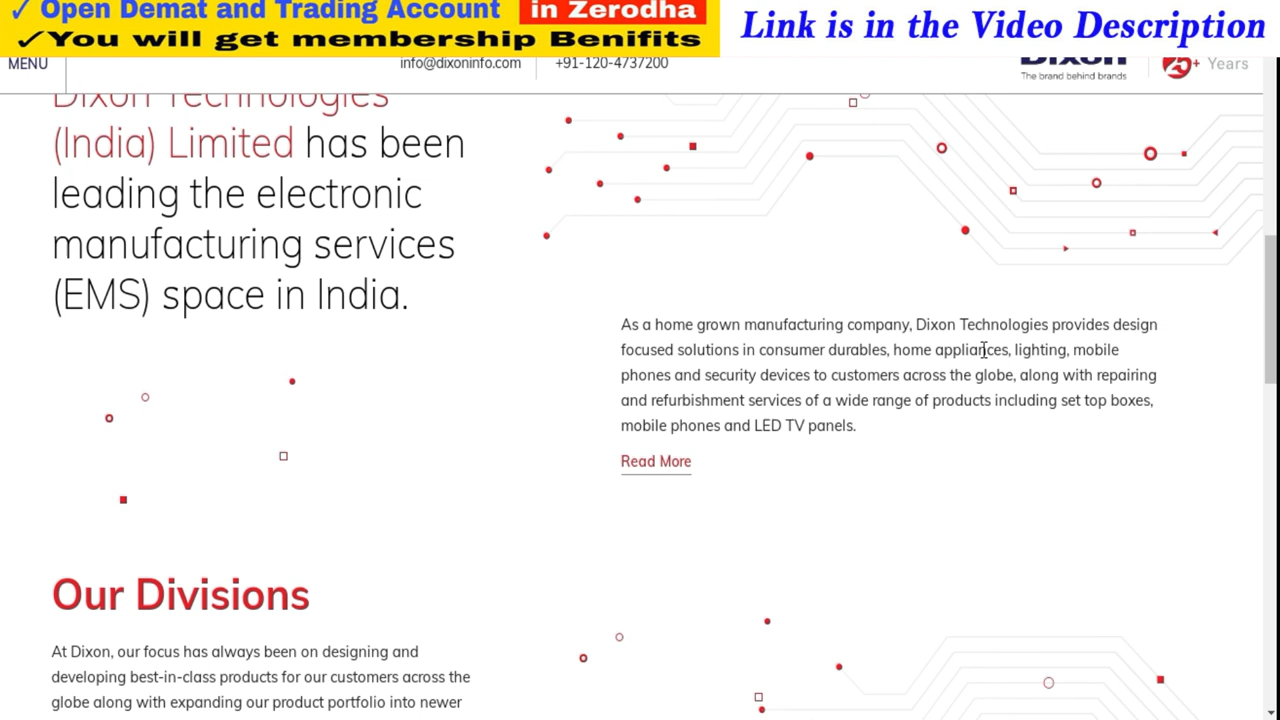 ✓ Open Demat and Trading Account in Zerodha
✓You will get membership Benifits
Link is in the Video Description
MENU
info@dixoninfo.com
+91-120-4737200
Dixon
The brand behind brands
25+ Years
Dixon Technologies
(India) Limited has been
leading the electronic
manufacturing services
(EMS) space in India.
As a home grown manufacturing company, Dixon Technologies provides design
focused solutions in consumer durables, home appliances, lighting, mobile
phones and security devices to customers across the globe, along with repairing
and refurbishment services of a wide range of products including set top boxes,
mobile phones and LED TV panels.
Read More
Our Divisions
At Dixon, our focus has always been on designing and
developing best-in-class products for our customers across the
globe along with expanding our product portfolio into newer